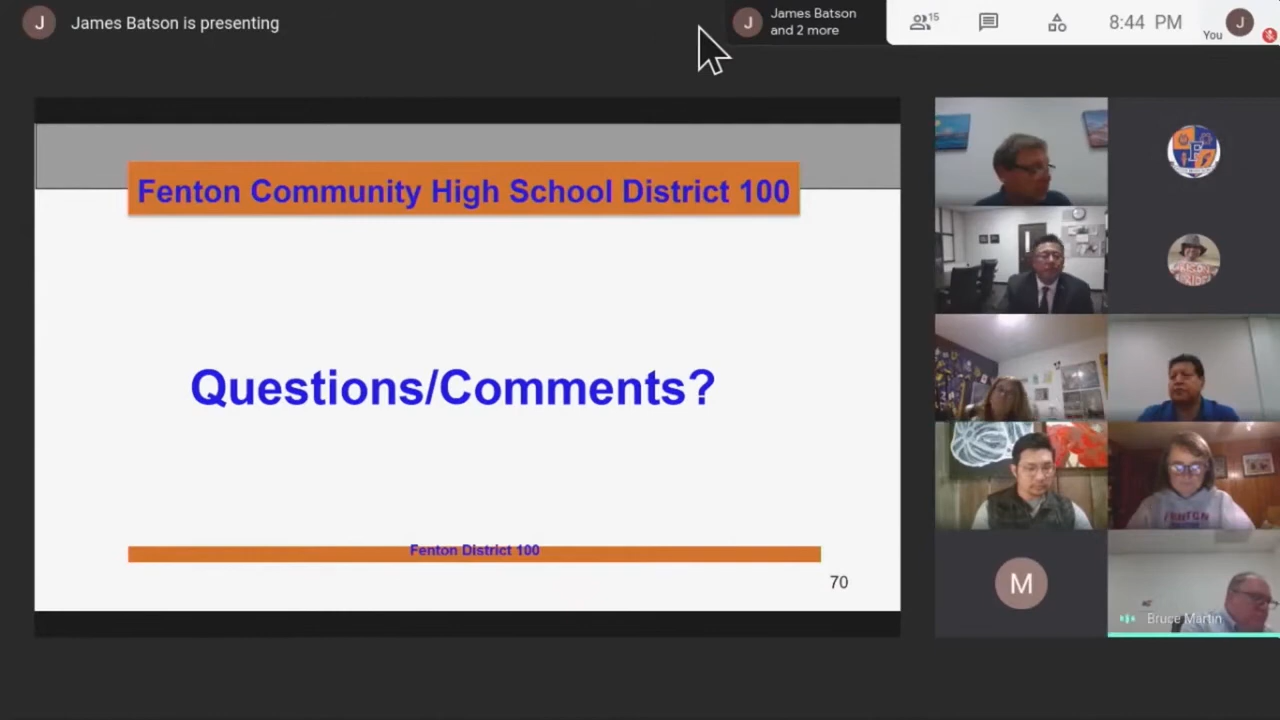 J
James Batson is presenting
J
James Batson
and 2 more
15
8:44 PM
You
J
Fenton Community High School District 100
F
Questions/Comments?
FENTON
Fenton District 100
70
M
Bruce Martin